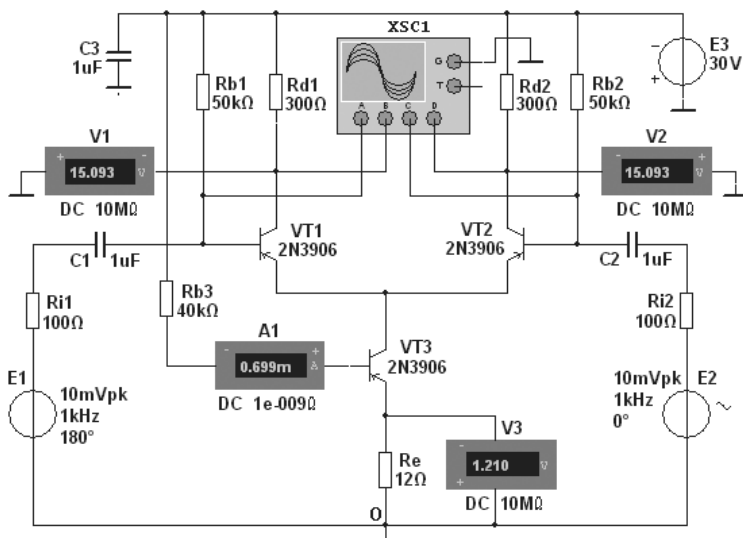 XSC1
C3
1uF
Rb1
50kΩ
Rd1
300Ω
G
T
A B C D
Rd2
300Ω
Rb2
50kΩ
E3
30V
V1
+ -
15.093 V
DC 10MΩ
V2
+ -
15.093 V
DC 10MΩ
C1
1uF
VT1
2N3906
VT2
2N3906
C2
1uF
Ri1
100Ω
Rb3
40kΩ
A1
- +
0.699m A
DC 1e-009Ω
VT3
2N3906
Ri2
100Ω
E1
10mVpk
1kHz
180°
10mVpk
1kHz
0°
E2
Re
12Ω
V3
-
1.210 V
+
DC 10MΩ
O